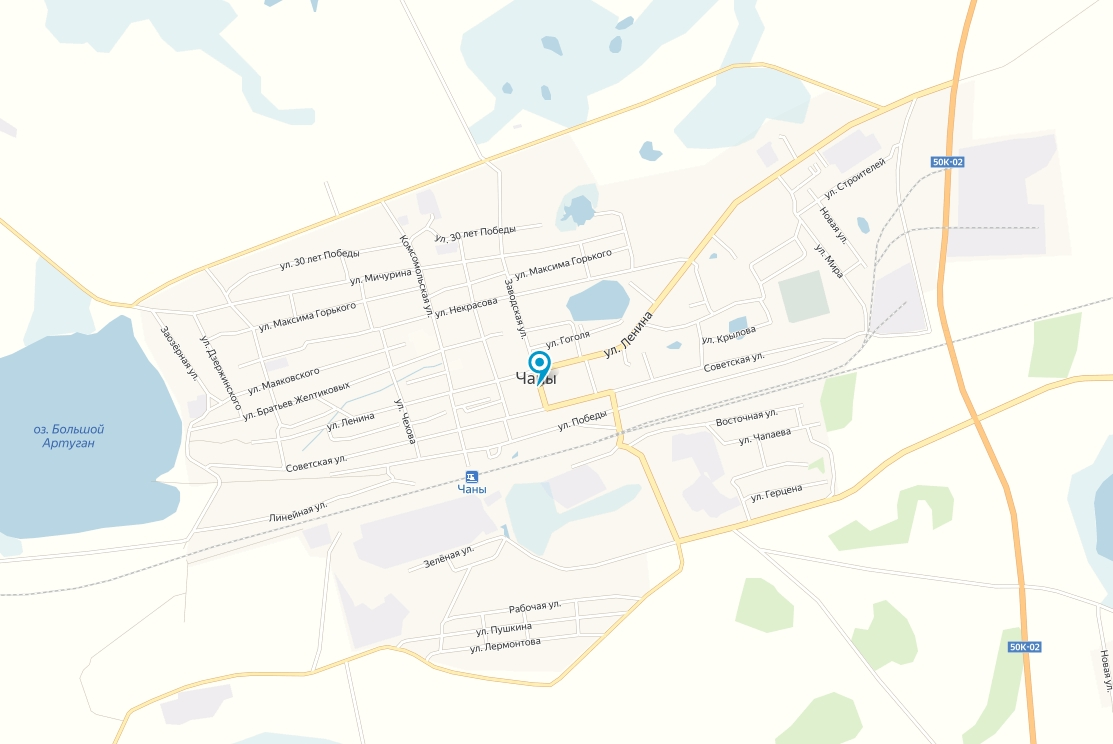 50К-02
ул. Строителей
Новая ул.
ул. 30 лет Победы
Комсомольская ул.
ул. 30 лет Победы
ул. Мира
ул. Мичурина
ул. Максима Горького
ул. Некрасова
Заводская ул.
ул. Максима Горького
Заозёрная ул.
ул. Дзержинского
ул. Гоголя
ул. Ленина
ул. Крылова
Советская ул.
Чаны
ул. Маяковского
ул. Братьев Желтиковых
ул. Ленина
ул. Чехова
ул. Победы
Восточная ул.
ул. Чапаева
оз. Большой
Артуган
Советская ул.
Чаны
ул. Герцена
Линейная ул.
Зелёная ул.
Рабочая ул.
ул. Пушкина
ул. Лермонтова
50К-02
Новая ул.